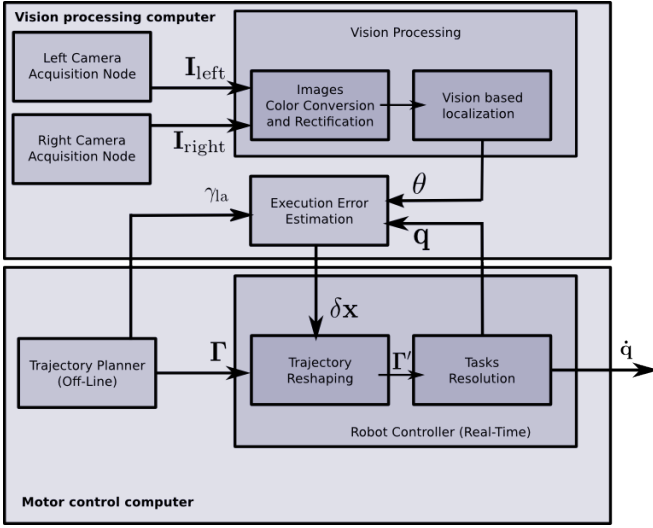 Vision processing computer
Vision Processing
Left Camera
Acquisition Node
I_left
Images
Color Conversion
and Rectification
Vision based
localization
Right Camera
Acquisition Node
I_right
γ_la
Execution Error
Estimation
θ
q
δx
Trajectory Planner
(Off-Line)
Γ
Trajectory
Reshaping
Γ′
Tasks
Resolution
q̇
Robot Controller (Real-Time)
Motor control computer